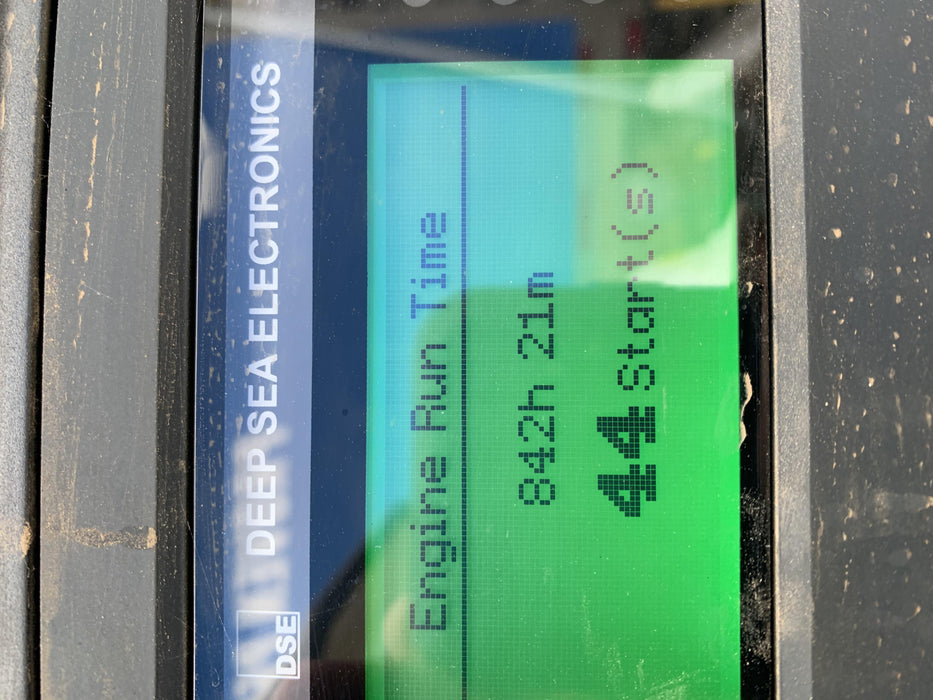 DSE DEEP SEA ELECTRONICS
Engine Run Time
842h 21m
44 Start(s)